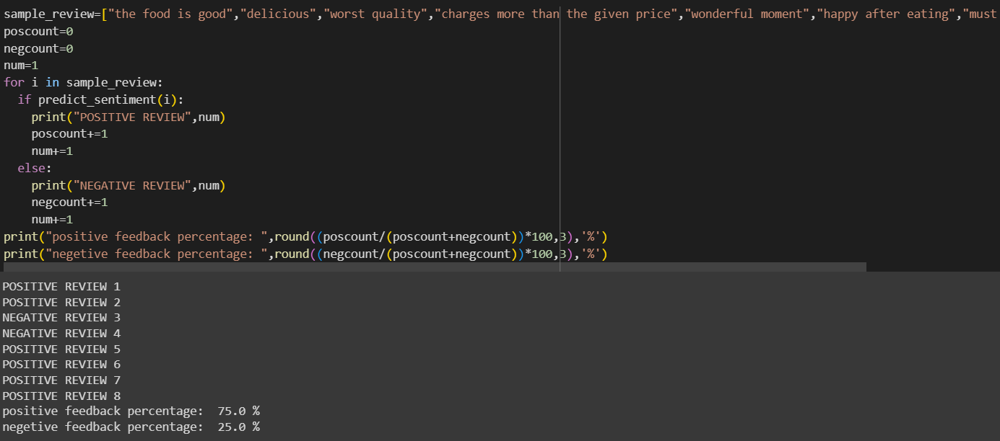 sample_review=["the food is good","delicious","worst quality","charges more than the given price","wonderful moment","happy after eating","must
poscount=0
negcount=0
num=1
for i in sample_review:
  if predict_sentiment(i):
    print("POSITIVE REVIEW",num)
    poscount+=1
    num+=1
  else:
    print("NEGATIVE REVIEW",num)
    negcount+=1
    num+=1
print("positive feedback percentage: ",round((poscount/(poscount+negcount))*100,3),'%')
print("negetive feedback percentage: ",round((negcount/(poscount+negcount))*100,3),'%')
POSITIVE REVIEW 1
POSITIVE REVIEW 2
NEGATIVE REVIEW 3
NEGATIVE REVIEW 4
POSITIVE REVIEW 5
POSITIVE REVIEW 6
POSITIVE REVIEW 7
POSITIVE REVIEW 8
positive feedback percentage:  75.0 %
negetive feedback percentage:  25.0 %